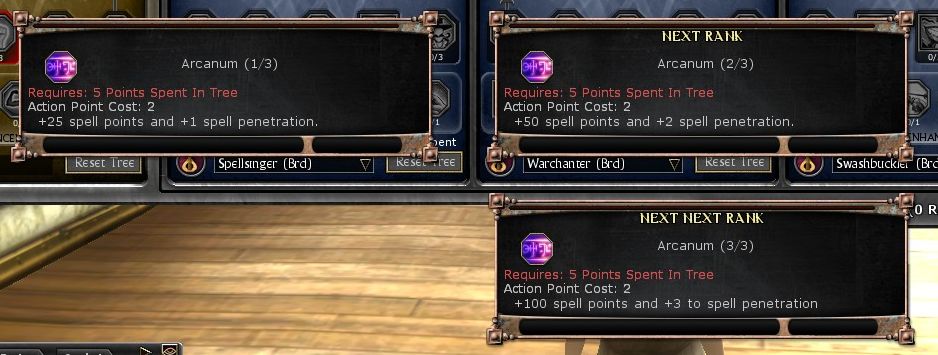 Arcanum (1/3)
Requires: 5 Points Spent In Tree
Action Point Cost: 2
+25 spell points and +1 spell penetration.
NEXT RANK
Arcanum (2/3)
Requires: 5 Points Spent In Tree
Action Point Cost: 2
+50 spell points and +2 spell penetration.
Reset Tree
Spellsinger (Brd)
Reset Tree
Warchanter (Brd)
Reset Tree
Swashbuckler (Brd
NEXT NEXT RANK
Arcanum (3/3)
Requires: 5 Points Spent In Tree
Action Point Cost: 2
+100 spell points and +3 to spell penetration